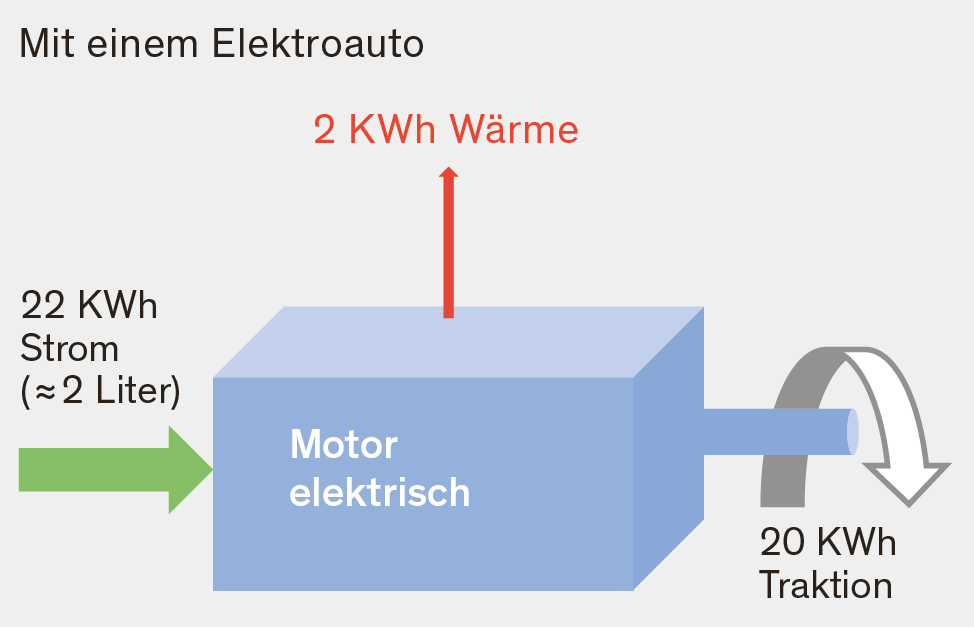 Mit einem Elektroauto
2 KWh Wärme
22 KWh
Strom
(≈2 Liter)
Motor
elektrisch
20 KWh
Traktion